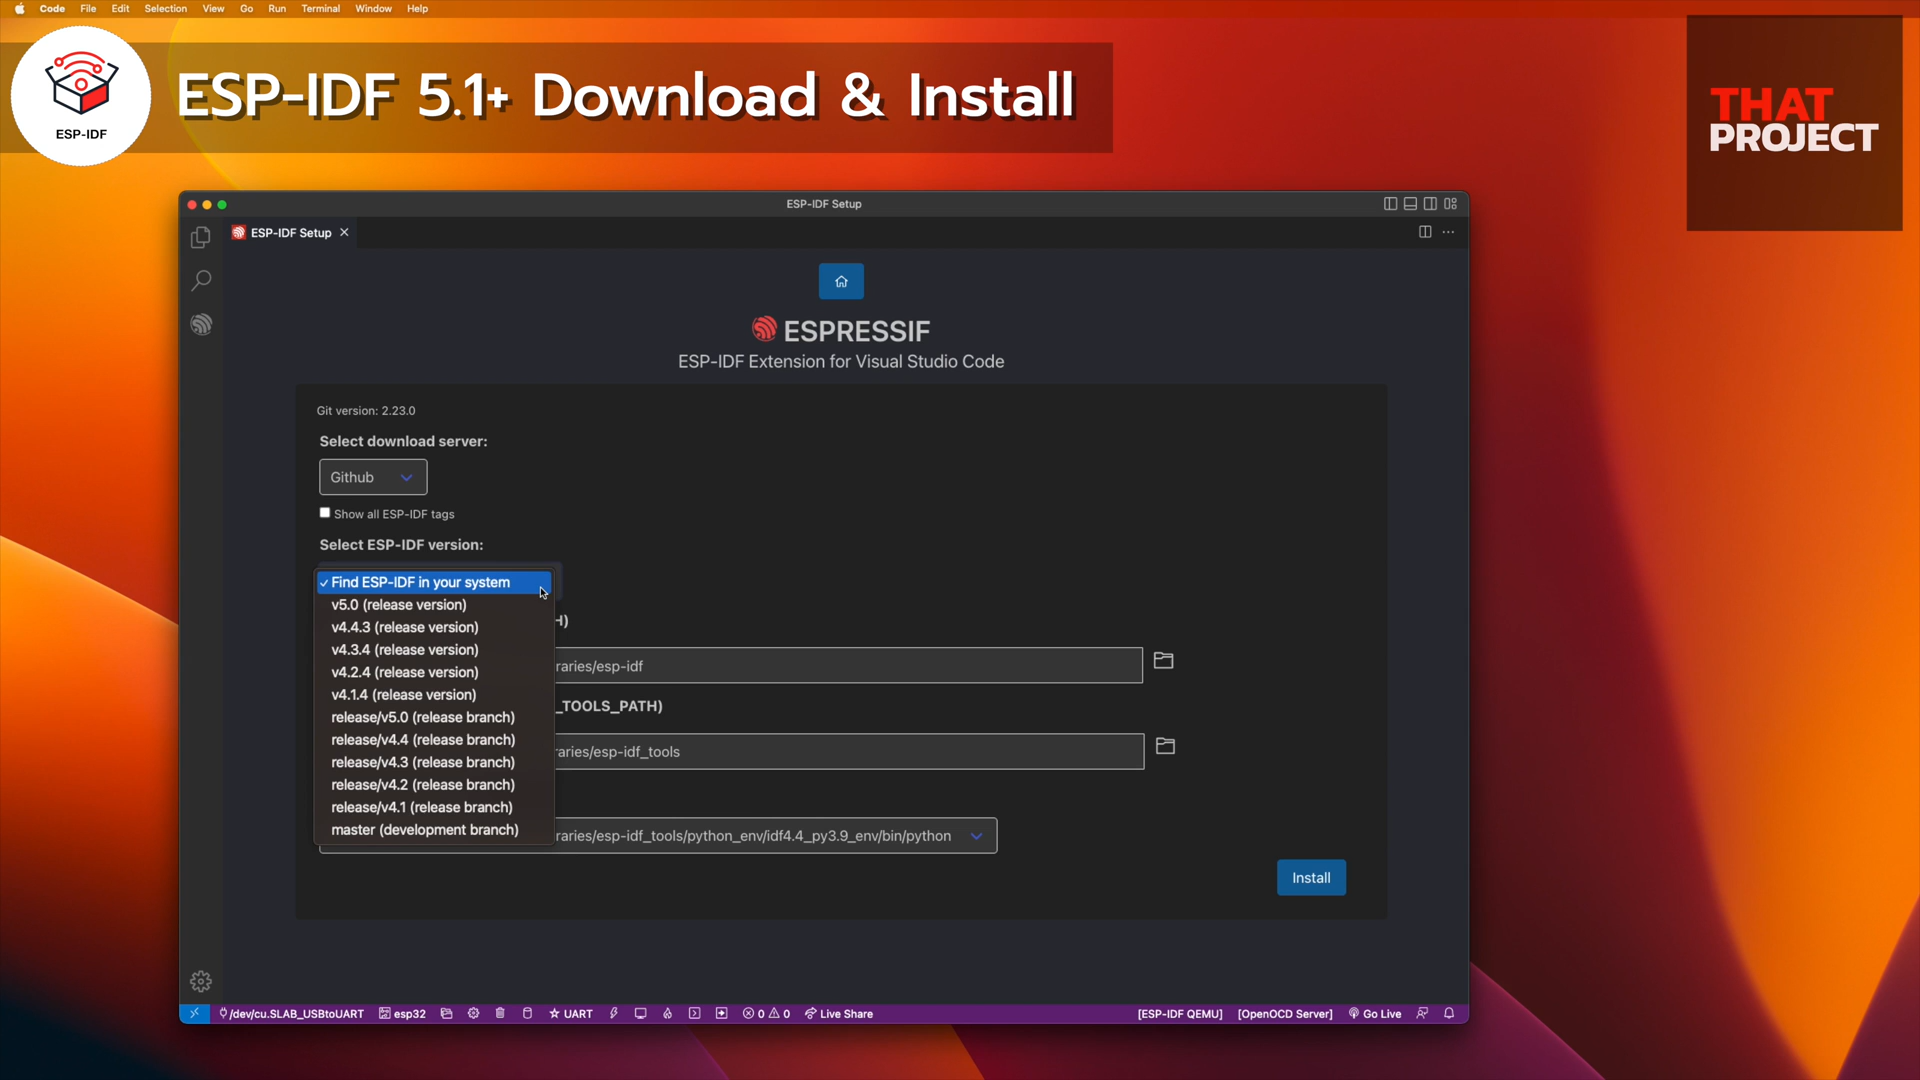 Code File Edit Selection View Go Run Terminal Window Help
ESP-IDF
ESP-IDF 5.1+ Download & Install
THAT
PROJECT
ESP-IDF Setup
ESP-IDF Setup
ESPRESSIF
ESP-IDF Extension for Visual Studio Code
Git version: 2.23.0
Select download server:
Github
Show all ESP-IDF tags
Select ESP-IDF version:
✓ Find ESP-IDF in your system
v5.0 (release version)
v4.4.3 (release version)
v4.3.4 (release version)
v4.2.4 (release version)
v4.1.4 (release version)
release/v5.0 (release branch)
release/v4.4 (release branch)
release/v4.3 (release branch)
release/v4.2 (release branch)
release/v4.1 (release branch)
master (development branch)
H)
raries/esp-idf
_TOOLS_PATH)
raries/esp-idf_tools
raries/esp-idf_tools/python_env/idf4.4_py3.9_env/bin/python
Install
/dev/cu.SLAB_USBtoUART esp32 UART 0 0 Live Share [ESP-IDF QEMU] [OpenOCD Server] Go Live